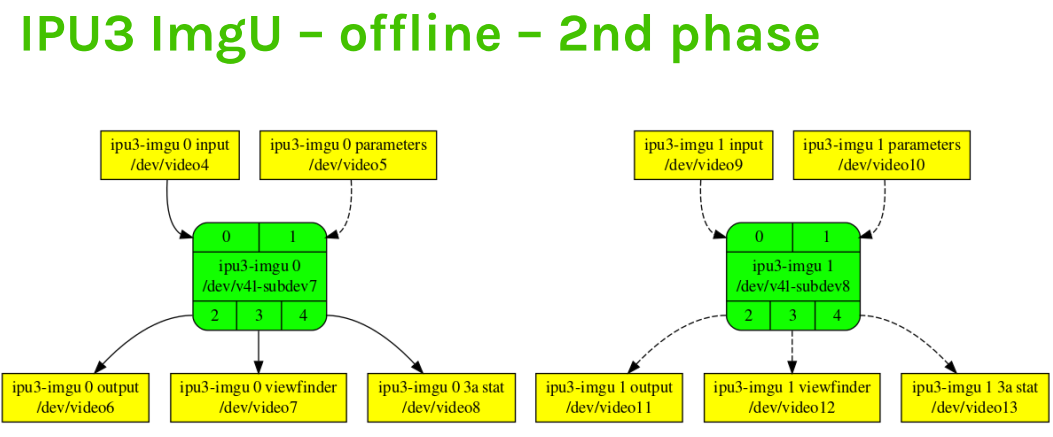 IPU3 ImgU – offline – 2nd phase
ipu3-imgu 0 input
/dev/video4
ipu3-imgu 0 parameters
/dev/video5
ipu3-imgu 1 input
/dev/video9
ipu3-imgu 1 parameters
/dev/video10
0 1
ipu3-imgu 0
/dev/v4l-subdev7
2 3 4
0 1
ipu3-imgu 1
/dev/v4l-subdev8
2 3 4
ipu3-imgu 0 output
/dev/video6
ipu3-imgu 0 viewfinder
/dev/video7
ipu3-imgu 0 3a stat
/dev/video8
ipu3-imgu 1 output
/dev/video11
ipu3-imgu 1 viewfinder
/dev/video12
ipu3-imgu 1 3a stat
/dev/video13